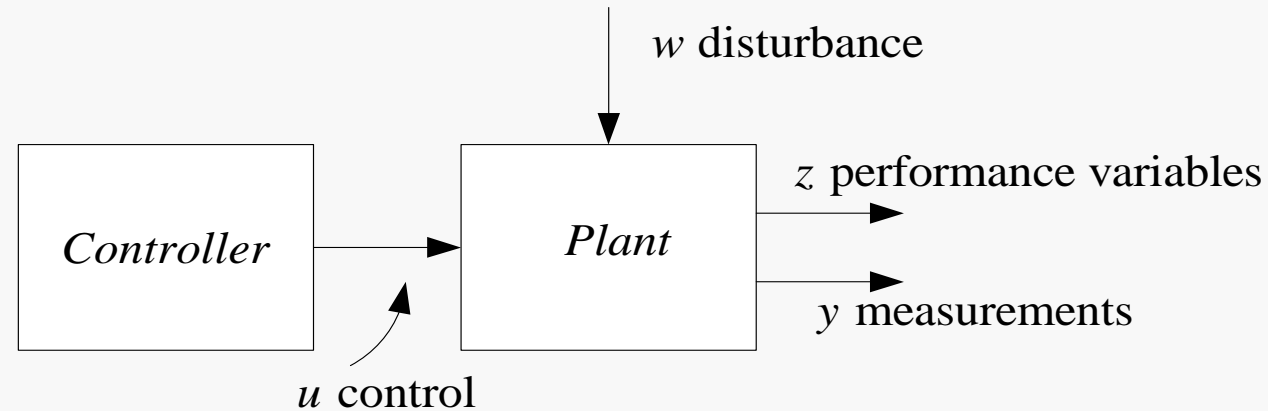 w disturbance
z performance variables
Controller
Plant
y measurements
u control